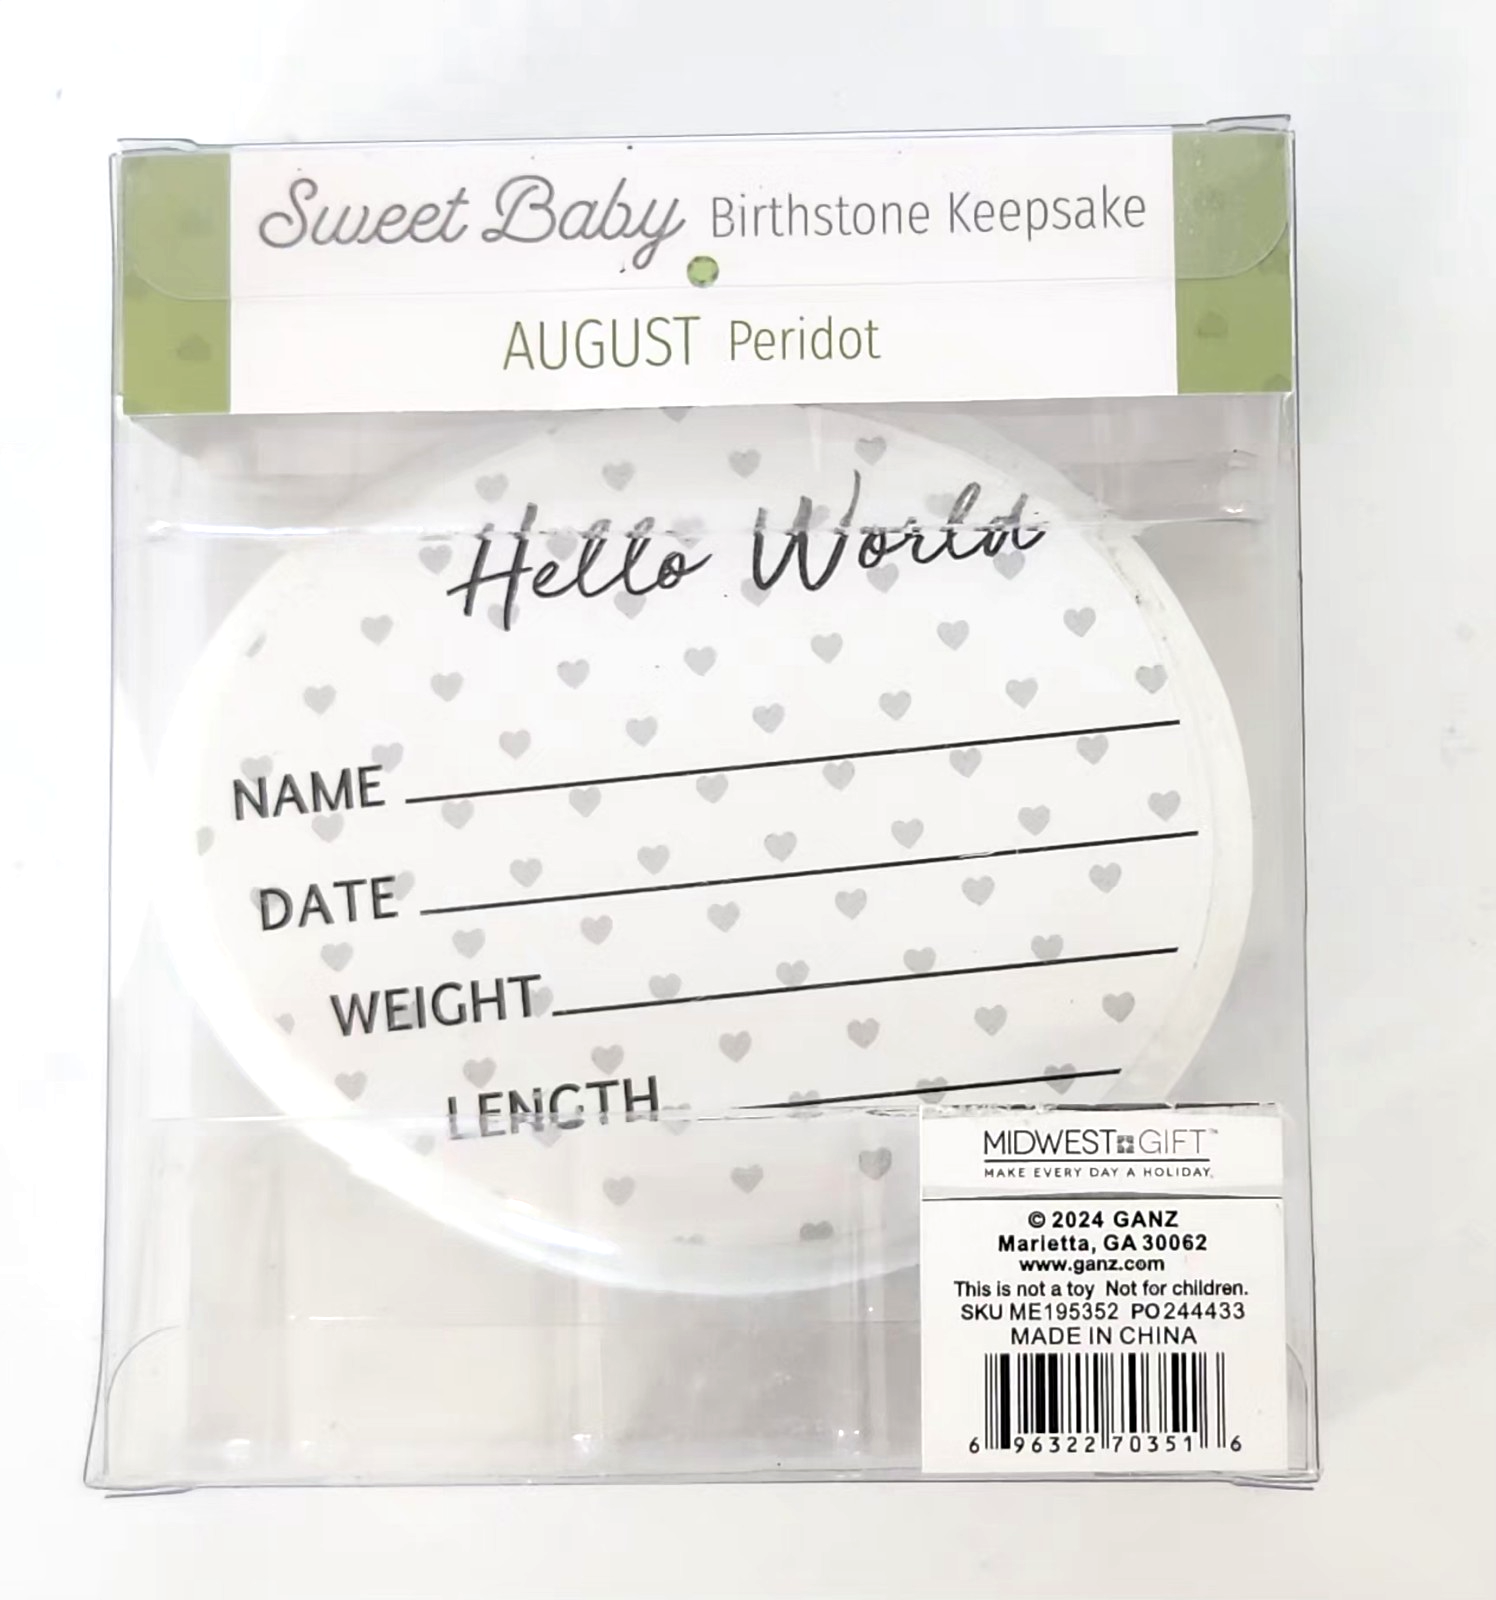 Sweet Baby Birthstone Keepsake
AUGUST Peridot
Hello World
NAME
DATE
WEIGHT
LENGTH
MIDWEST GIFT™
MAKE EVERY DAY A HOLIDAY.
© 2024 GANZ
Marietta, GA 30062
www.ganz.com
This is not a toy Not for children.
SKU ME195352 PO244433
MADE IN CHINA
6 96322 70351 6